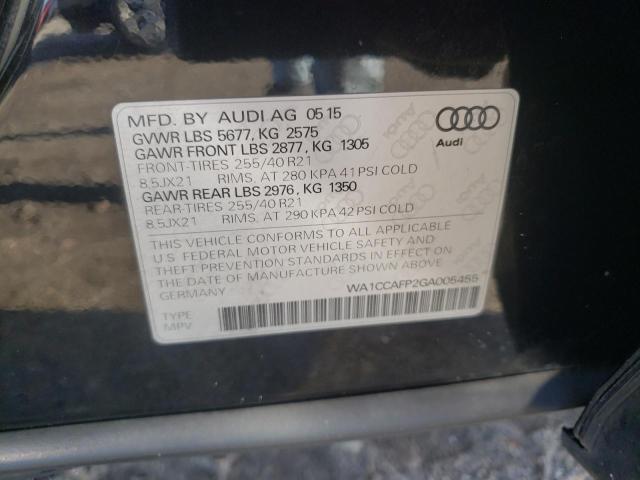 MFD. BY AUDI AG 05 15
GVWR LBS 5677, KG 2575
GAWR FRONT LBS 2877, KG 1305
FRONT-TIRES 255/40 R21
8.5JX21 RIMS, AT 280 KPA 41 PSI COLD
GAWR REAR LBS 2976, KG 1350
REAR-TIRES 255/40 R21
8.5JX21 RIMS, AT 290 KPA 42 PSI COLD
THIS VEHICLE CONFORMS TO ALL APPLICABLE
U.S. FEDERAL MOTOR VEHICLE SAFETY AND
THEFT PREVENTION STANDARDS IN EFFECT ON
THE DATE OF MANUFACTURE SHOWN ABOVE.
GERMANY
WA1CCAFP2GA005455
TYPE
MPV
Audi